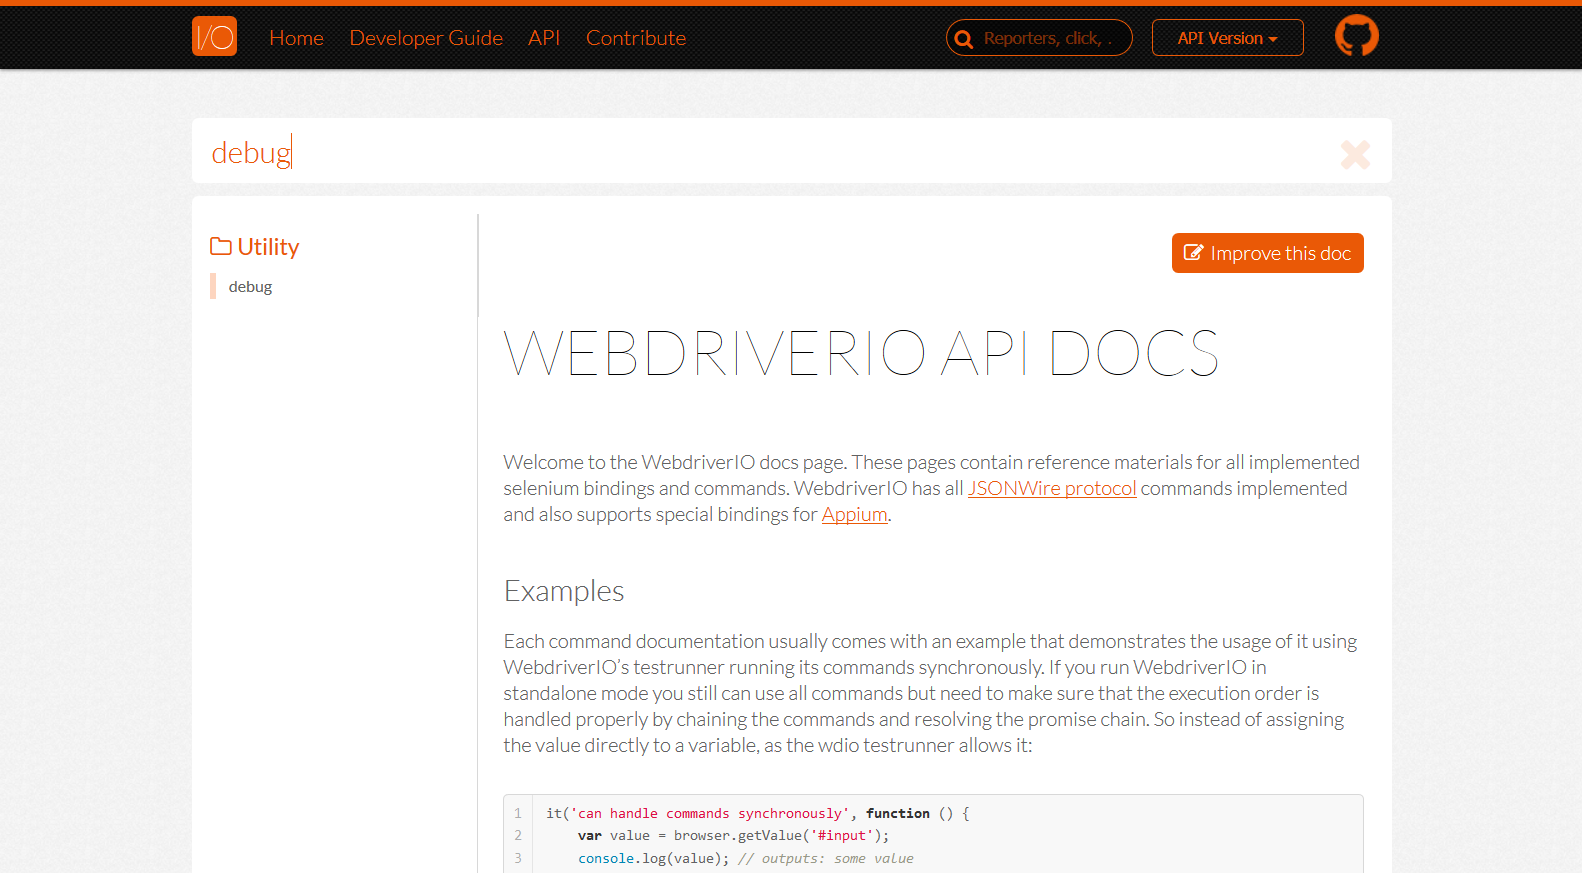 I/O Home Developer Guide API Contribute Reporters, click, . API Version
debug
Utility
debug
Improve this doc
WEBDRIVERIO API DOCS
Welcome to the WebdriverIO docs page. These pages contain reference materials for all implemented
selenium bindings and commands. WebdriverIO has all JSONWire protocol commands implemented
and also supports special bindings for Appium.
Examples
Each command documentation usually comes with an example that demonstrates the usage of it using
WebdriverIO’s testrunner running its commands synchronously. If you run WebdriverIO in
standalone mode you still can use all commands but need to make sure that the execution order is
handled properly by chaining the commands and resolving the promise chain. So instead of assigning
the value directly to a variable, as the wdio testrunner allows it:
1 it('can handle commands synchronously', function () {
2 var value = browser.getValue('#input');
3 console.log(value); // outputs: some value